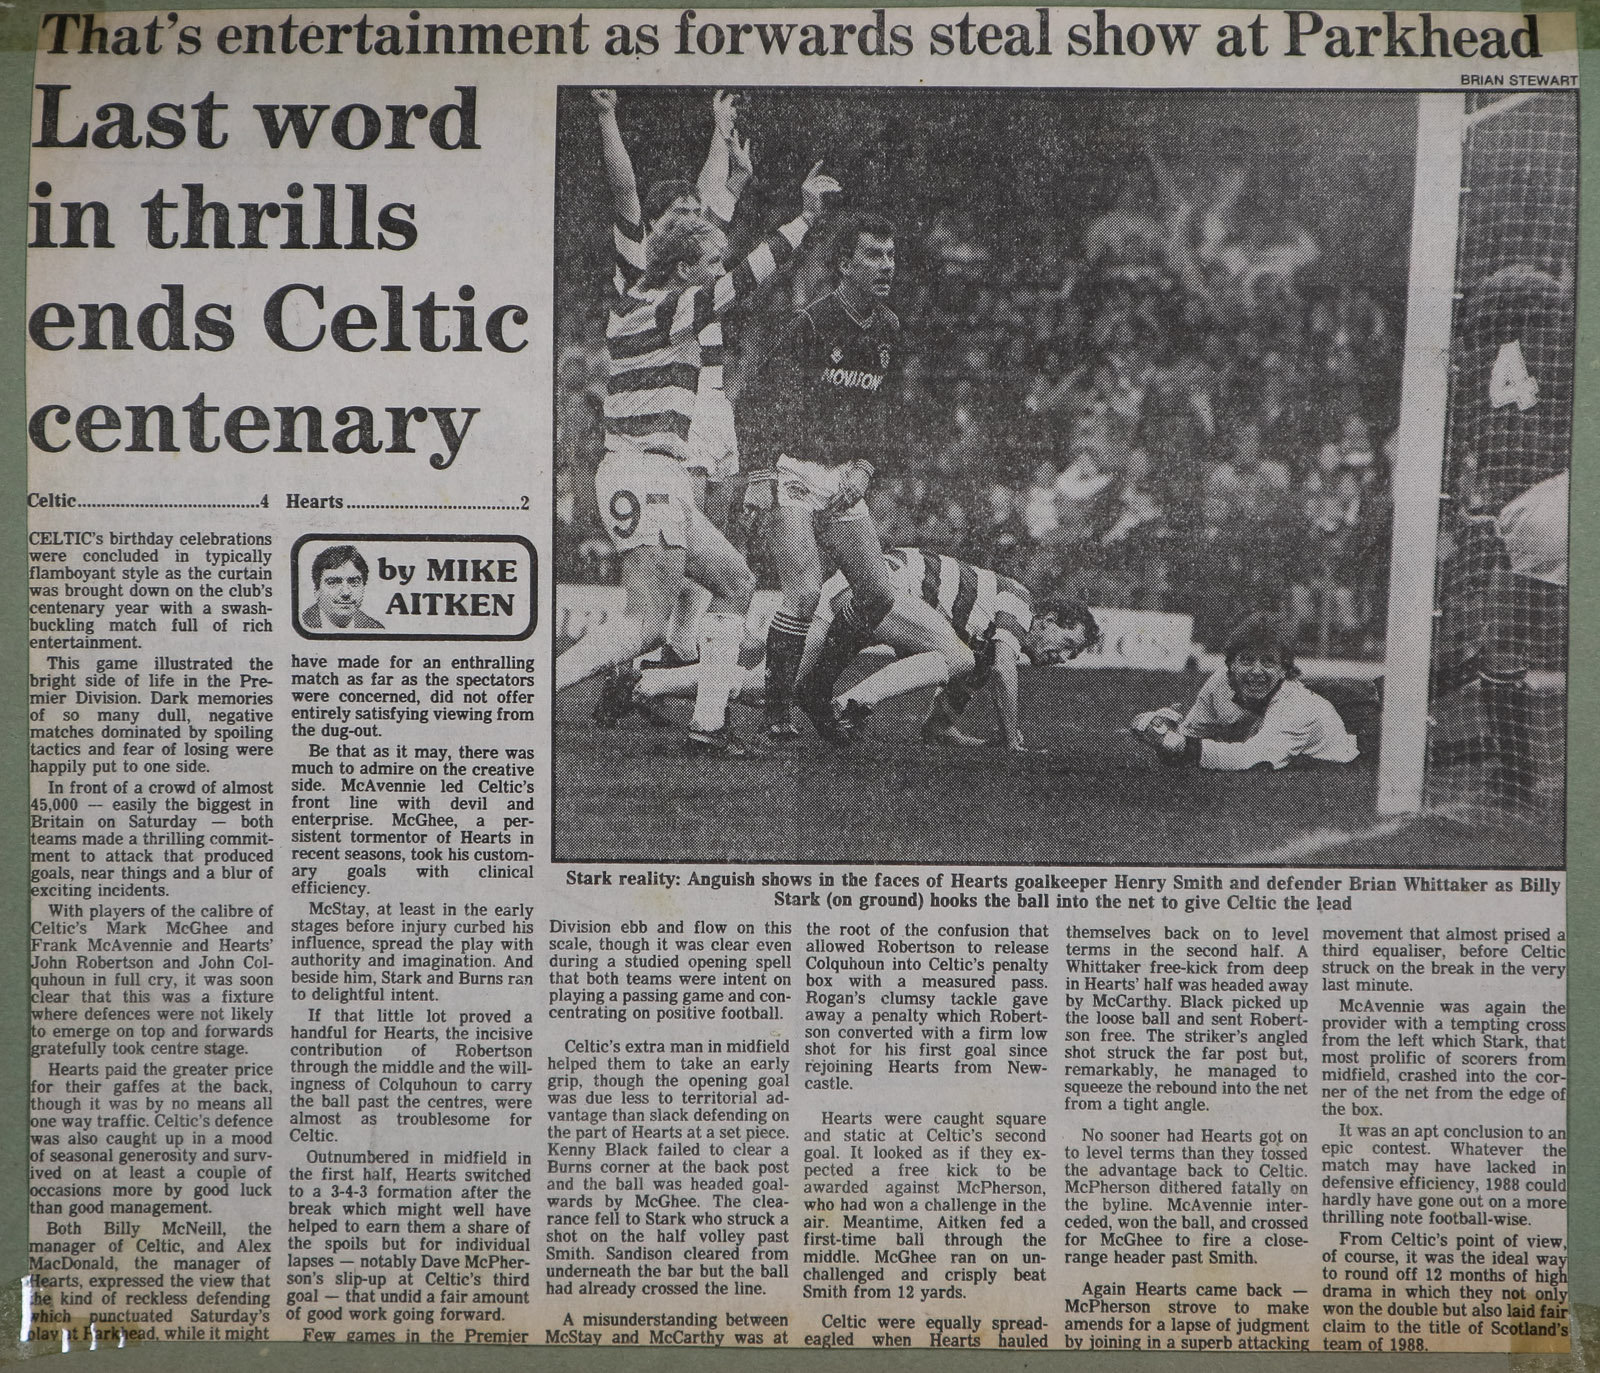 That's entertainment as forwards steal show at Parkhead
BRIAN STEWART
Last word
in thrills
ends Celtic
centenary
Celtic..........................................4 Hearts.........................................2
by MIKE
AITKEN
CELTIC's birthday celebrations
were concluded in typically
flamboyant style as the curtain
was brought down on the club's
centenary year with a swash-
buckling match full of rich
entertainment.
This game illustrated the
bright side of life in the Pre-
mier Division. Dark memories
of so many dull, negative
matches dominated by spoiling
tactics and fear of losing were
happily put to one side.
In front of a crowd of almost
45,000 — easily the biggest in
Britain on Saturday — both
teams made a thrilling commit-
ment to attack that produced
goals, near things and a blur of
exciting incidents.
With players of the calibre of
Celtic's Mark McGhee and
Frank McAvennie and Hearts'
John Robertson and John Col-
quhoun in full cry, it was soon
clear that this was a fixture
where defences were not likely
to emerge on top and forwards
gratefully took centre stage.
Hearts paid the greater price
for their gaffes at the back,
though it was by no means all
one way traffic. Celtic's defence
was also caught up in a mood
of seasonal generosity and surv-
ived on at least a couple of
occasions more by good luck
than good management.
Both Billy McNeill, the
manager of Celtic, and Alex
MacDonald, the manager of
Hearts, expressed the view that
the kind of reckless defending
which punctuated Saturday's
play at Parkhead, while it might
have made for an enthralling
match as far as the spectators
were concerned, did not offer
entirely satisfying viewing from
the dug-out.
Be that as it may, there was
much to admire on the creative
side. McAvennie led Celtic's
front line with devil and
enterprise. McGhee, a per-
sistent tormentor of Hearts in
recent seasons, took his custom-
ary goals with clinical
efficiency.
McStay, at least in the early
stages before injury curbed his
influence, spread the play with
authority and imagination. And
beside him, Stark and Burns ran
to delightful intent.
If that little lot proved a
handful for Hearts, the incisive
contribution of Robertson
through the middle and the will-
ingness of Colquhoun to carry
the ball past the centres, were
almost as troublesome for
Celtic.
Outnumbered in midfield in
the first half, Hearts switched
to a 3-4-3 formation after the
break which might well have
helped to earn them a share of
the spoils but for individual
lapses — notably Dave McPher-
son's slip-up at Celtic's third
goal — that undid a fair amount
of good work going forward.
Few games in the Premier
NOVASON
9
4
Stark reality: Anguish shows in the faces of Hearts goalkeeper Henry Smith and defender Brian Whittaker as Billy
Stark (on ground) hooks the ball into the net to give Celtic the lead
Division ebb and flow on this
scale, though it was clear even
during a studied opening spell
that both teams were intent on
playing a passing game and con-
centrating on positive football.
Celtic's extra man in midfield
helped them to take an early
grip, though the opening goal
was due less to territorial ad-
vantage than slack defending on
the part of Hearts at a set piece.
Kenny Black failed to clear a
Burns corner at the back post
and the ball was headed goal-
wards by McGhee. The clea-
rance fell to Stark who struck a
shot on the half volley past
Smith. Sandison cleared from
underneath the bar but the ball
had already crossed the line.
A misunderstanding between
McStay and McCarthy was at
the root of the confusion that
allowed Robertson to release
Colquhoun into Celtic's penalty
box with a measured pass.
Rogan's clumsy tackle gave
away a penalty which Robert-
son converted with a firm low
shot for his first goal since
rejoining Hearts from New-
castle.
Hearts were caught square
and static at Celtic's second
goal. It looked as if they ex-
pected a free kick to be
awarded against McPherson,
who had won a challenge in the
air. Meantime, Aitken fed a
first-time ball through the
middle. McGhee ran on un-
challenged and crisply beat
Smith from 12 yards.
Celtic were equally spread-
eagled when Hearts hauled
themselves back on to level
terms in the second half. A
Whittaker free-kick from deep
in Hearts' half was headed away
by McCarthy. Black picked up
the loose ball and sent Robert-
son free. The striker's angled
shot struck the far post but,
remarkably, he managed to
squeeze the rebound into the net
from a tight angle.
No sooner had Hearts got on
to level terms than they tossed
the advantage back to Celtic.
McPherson dithered fatally on
the byline. McAvennie inter-
ceded, won the ball, and crossed
for McGhee to fire a close-
range header past Smith.
Again Hearts came back —
McPherson strove to make
amends for a lapse of judgment
by joining in a superb attacking
movement that almost prised a
third equaliser, before Celtic
struck on the break in the very
last minute.
McAvennie was again the
provider with a tempting cross
from the left which Stark, that
most prolific of scorers from
midfield, crashed into the cor-
ner of the net from the edge of
the box.
It was an apt conclusion to an
epic contest. Whatever the
match may have lacked in
defensive efficiency, 1988 could
hardly have gone out on a more
thrilling note football-wise.
From Celtic's point of view,
of course, it was the ideal way
to round off 12 months of high
drama in which they not only
won the double but also laid fair
claim to the title of Scotland's
team of 1988.